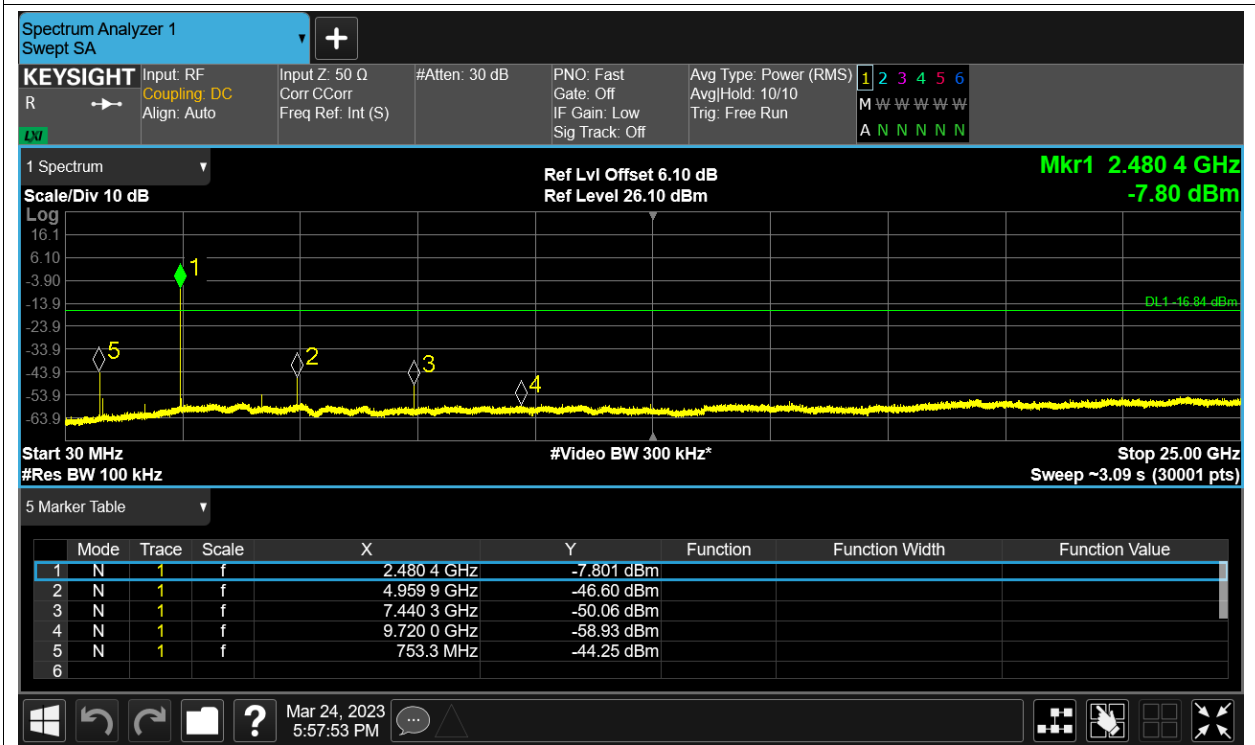 Spectrum Analyzer 1
Swept SA
+
KEYSIGHT Input: RF Input Z: 50 Ω #Atten: 30 dB PNO: Fast Avg Type: Power (RMS) 1 2 3 4 5 6
R Coupling: DC Corr CCorr Gate: Off Avg|Hold: 10/10 M W W W W W
Align: Auto Freq Ref: Int (S) IF Gain: Low Trig: Free Run
LXI Sig Track: Off A N N N N N
1 Spectrum Ref Lvl Offset 6.10 dB Mkr1 2.480 4 GHz
Scale/Div 10 dB Ref Level 26.10 dBm -7.80 dBm
Log
16.1
6.10
1
-3.90
-13.9 DL1 -16.84 dBm
-23.9
-33.9 5 2
-43.9 3
4
-53.9
-63.9
Start 30 MHz #Video BW 300 kHz* Stop 25.00 GHz
#Res BW 100 kHz Sweep ~3.09 s (30001 pts)
5 Marker Table
Mode Trace Scale X Y Function Function Width Function Value
1 N 1 f 2.480 4 GHz -7.801 dBm
2 N 1 f 4.959 9 GHz -46.60 dBm
3 N 1 f 7.440 3 GHz -50.06 dBm
4 N 1 f 9.720 0 GHz -58.93 dBm
5 N 1 f 753.3 MHz -44.25 dBm
6
? Mar 24, 2023
5:57:53 PM